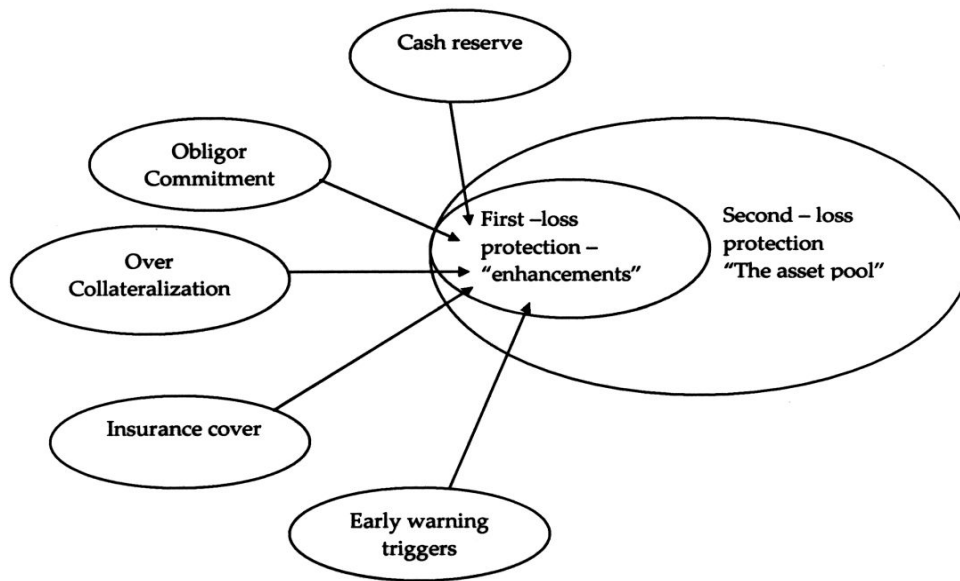 Cash reserve
Obligor
Commitment
Over
Collateralization
First –loss
protection –
“enhancements”
Second – loss
protection
“The asset pool”
Insurance cover
Early warning
triggers